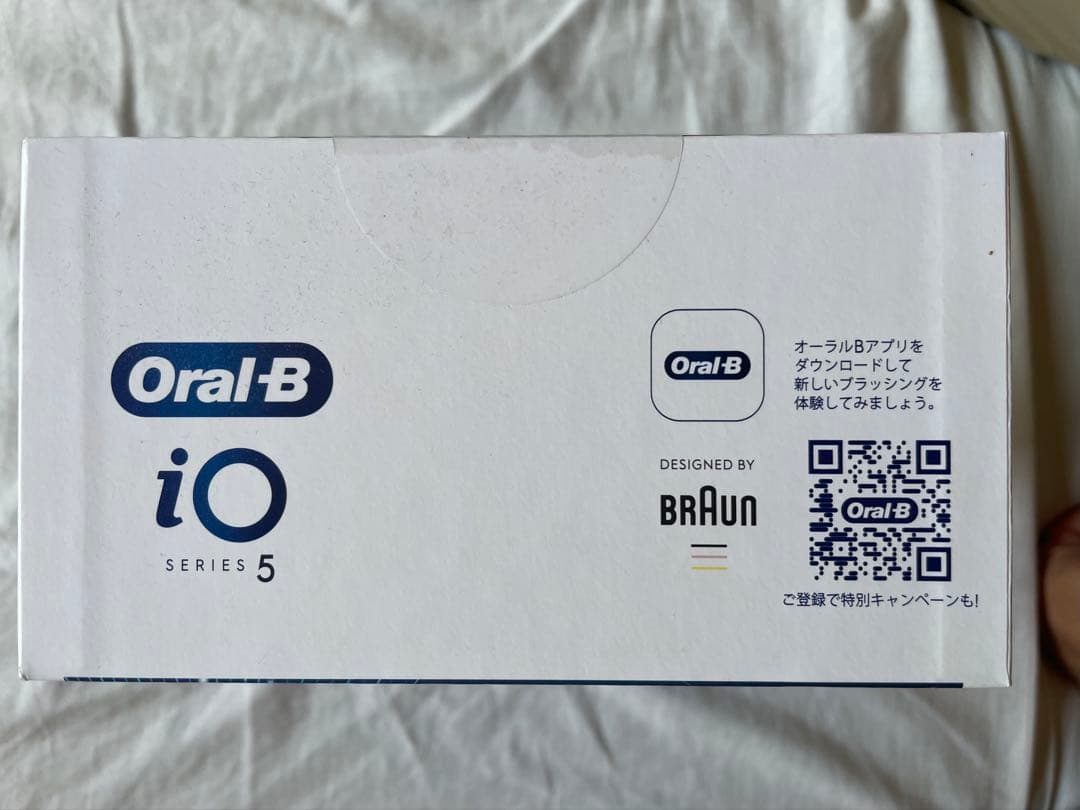 Oral-B
iO
SERIES 5
Oral-B
オーラルBアプリを
ダウンロードして
新しいブラッシングを
体験してみましょう。
DESIGNED BY
BRAUN
Oral-B
ご登録で特別キャンペーンも!